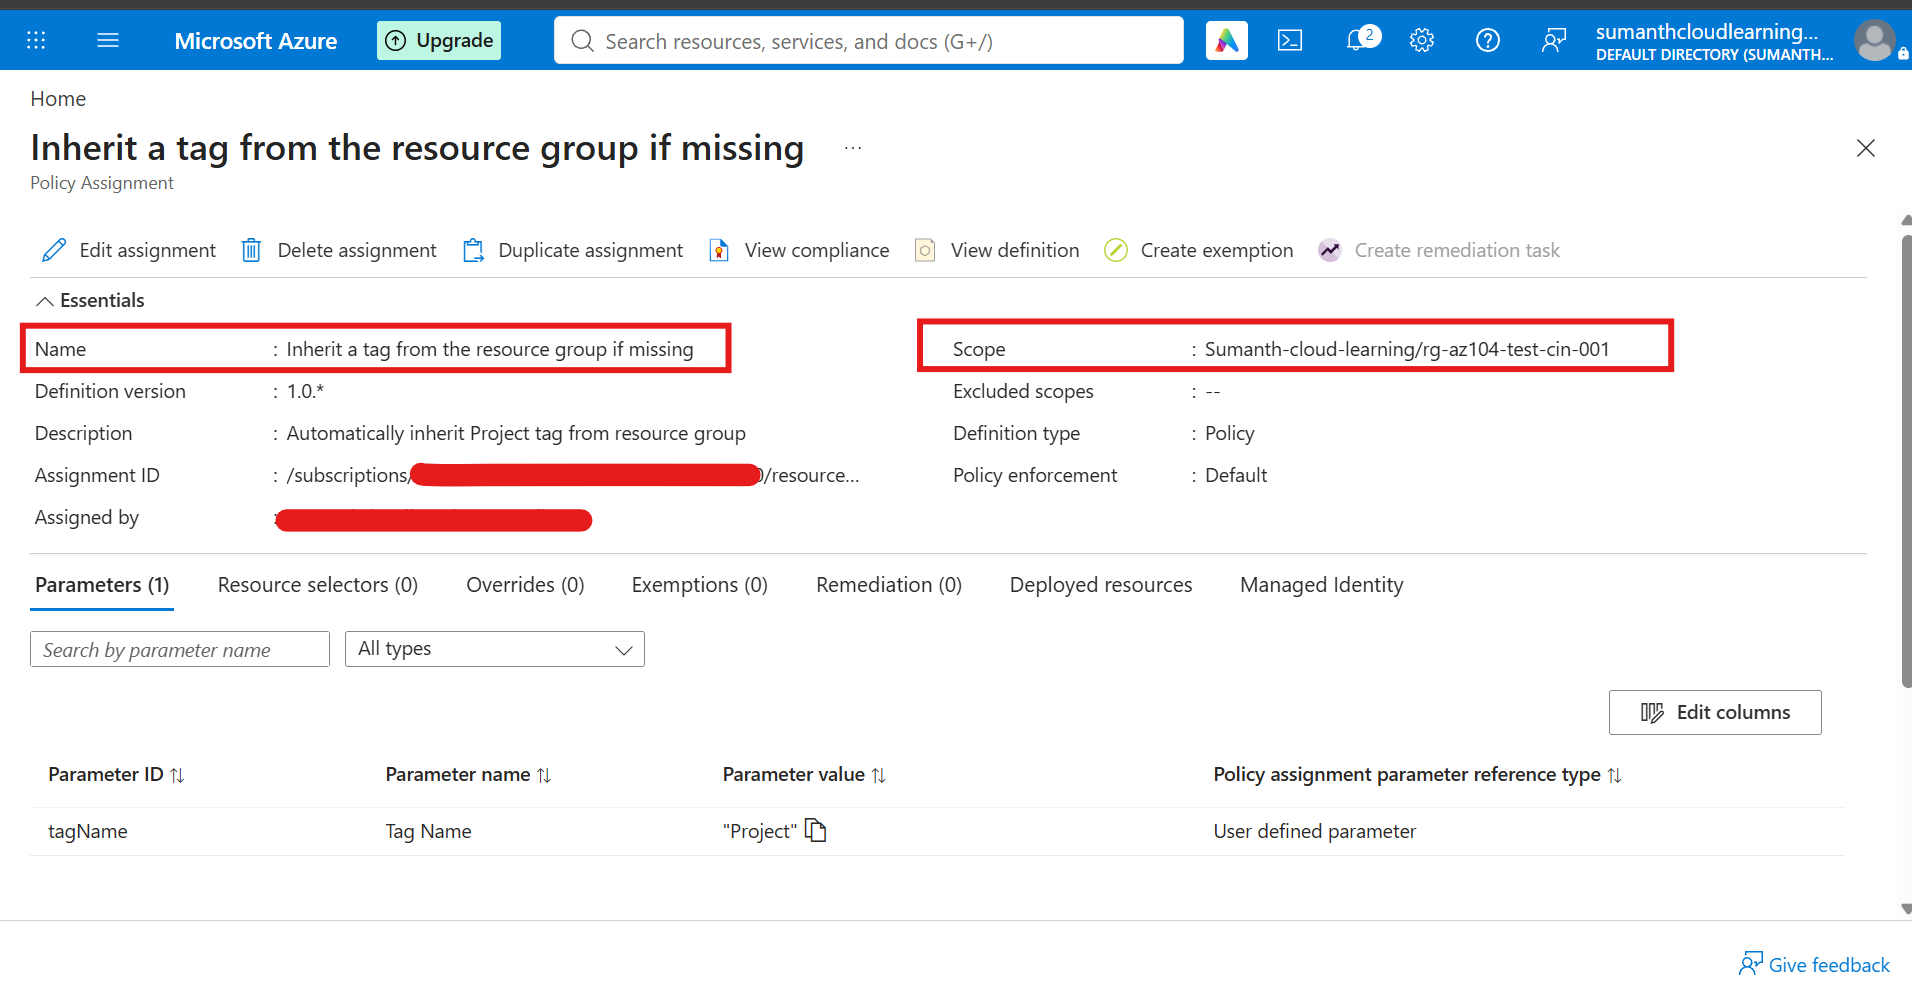 Microsoft Azure
Upgrade
Search resources, services, and docs (G+/)
2
sumanthcloudlearning...
DEFAULT DIRECTORY (SUMANTH...
Home
Inherit a tag from the resource group if missing
...
Policy Assignment
Edit assignment
Delete assignment
Duplicate assignment
View compliance
View definition
Create exemption
Create remediation task
Essentials
Name : Inherit a tag from the resource group if missing
Scope : Sumanth-cloud-learning/rg-az104-test-cin-001
Definition version : 1.0.*
Excluded scopes : --
Description : Automatically inherit Project tag from resource group
Definition type : Policy
Assignment ID : /subscriptions/ /resource...
Policy enforcement : Default
Assigned by :
Parameters (1)
Resource selectors (0)
Overrides (0)
Exemptions (0)
Remediation (0)
Deployed resources
Managed Identity
Search by parameter name
All types
Edit columns
Parameter ID
Parameter name
Parameter value
Policy assignment parameter reference type
tagName
Tag Name
"Project"
User defined parameter
Give feedback